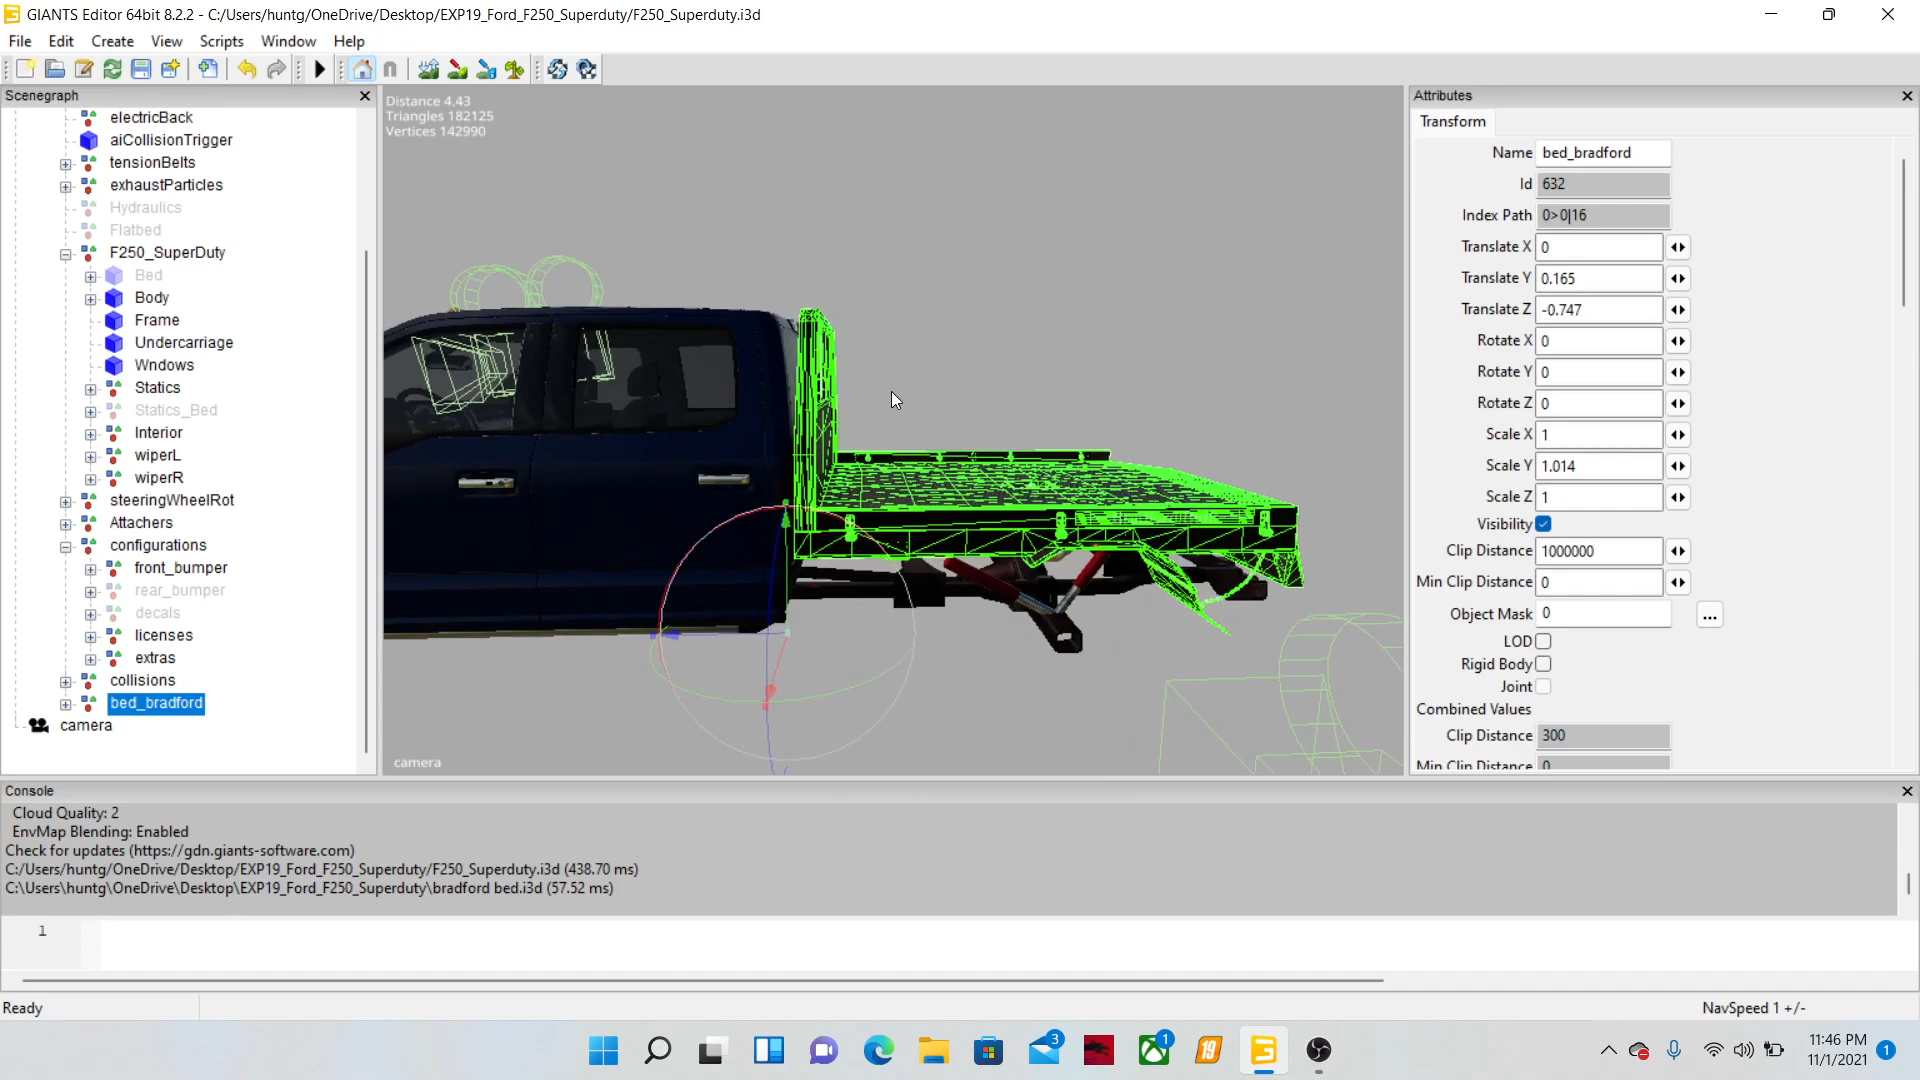 GIANTS Editor 64bit 8.2.2 - C:/Users/huntg/OneDrive/Desktop/EXP19_Ford_F250_Superduty/F250_Superduty.i3d
File Edit Create View Scripts Window Help
Scenegraph
electricBack
aiCollisionTrigger
tensionBelts
exhaustParticles
Hydraulics
Flatbed
F250_SuperDuty
Bed
Body
Frame
Undercarriage
Wndows
Statics
Statics_Bed
Interior
wiperL
wiperR
steeringWheelRot
Attachers
configurations
front_bumper
rear_bumper
decals
licenses
extras
collisions
bed_bradford
camera
Distance 4.43
Triangles 182125
Vertices 142990
camera
Attributes
Transform
Name bed_bradford
Id 632
Index Path 0>0|16
Translate X 0
Translate Y 0.165
Translate Z -0.747
Rotate X 0
Rotate Y 0
Rotate Z 0
Scale X 1
Scale Y 1.014
Scale Z 1
Visibility
Clip Distance 1000000
Min Clip Distance 0
Object Mask 0 ...
LOD
Rigid Body
Joint
Combined Values
Clip Distance 300
Min Clip Distance 0
Console
Cloud Quality: 2
EnvMap Blending: Enabled
Check for updates (https://gdn.giants-software.com)
C:/Users/huntg/OneDrive/Desktop/EXP19_Ford_F250_Superduty/F250_Superduty.i3d (438.70 ms)
C:\Users\huntg\OneDrive\Desktop\EXP19_Ford_F250_Superduty\bradford bed.i3d (57.52 ms)
1
Ready
NavSpeed 1 +/-
3
1
19
11:46 PM
11/1/2021
1